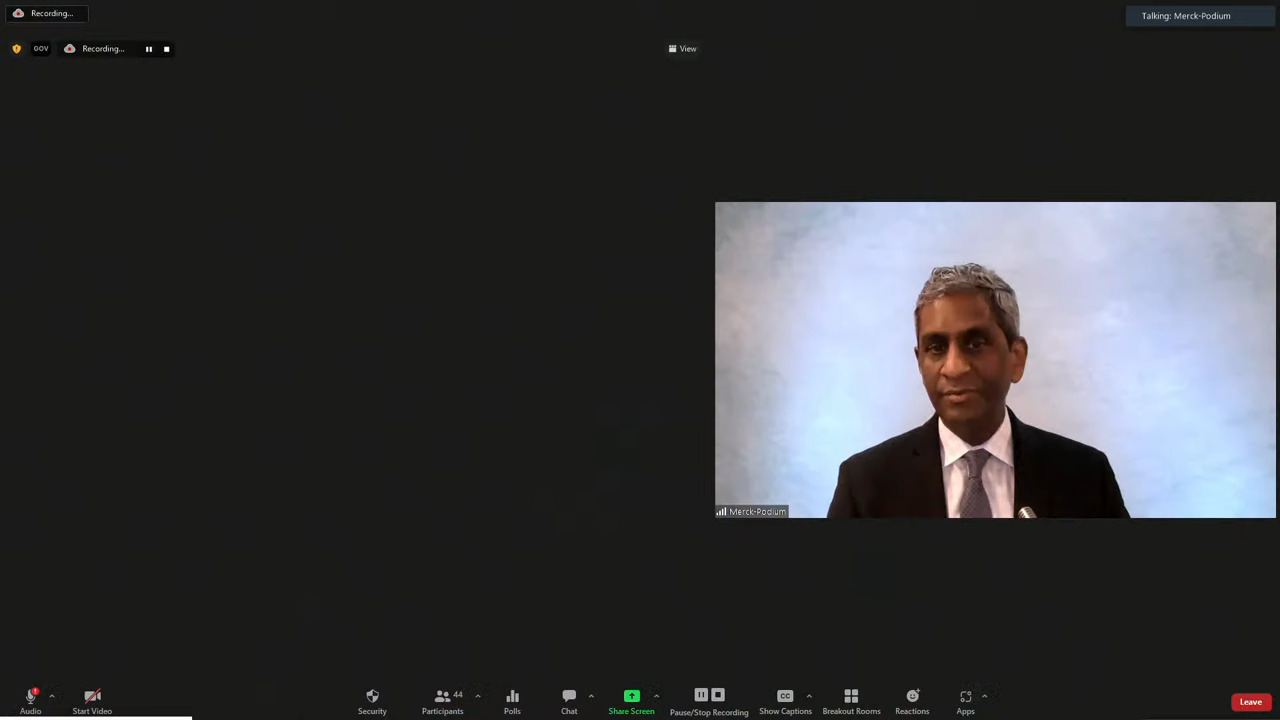 Recording...
Talking: Merck-Podium
GOV
Recording...
View
Merck-Podium
Audio
Start Video
Security
44
Participants
Polls
Chat
Share Screen
Pause/Stop Recording
CC
Show Captions
Breakout Rooms
Reactions
Apps
Leave